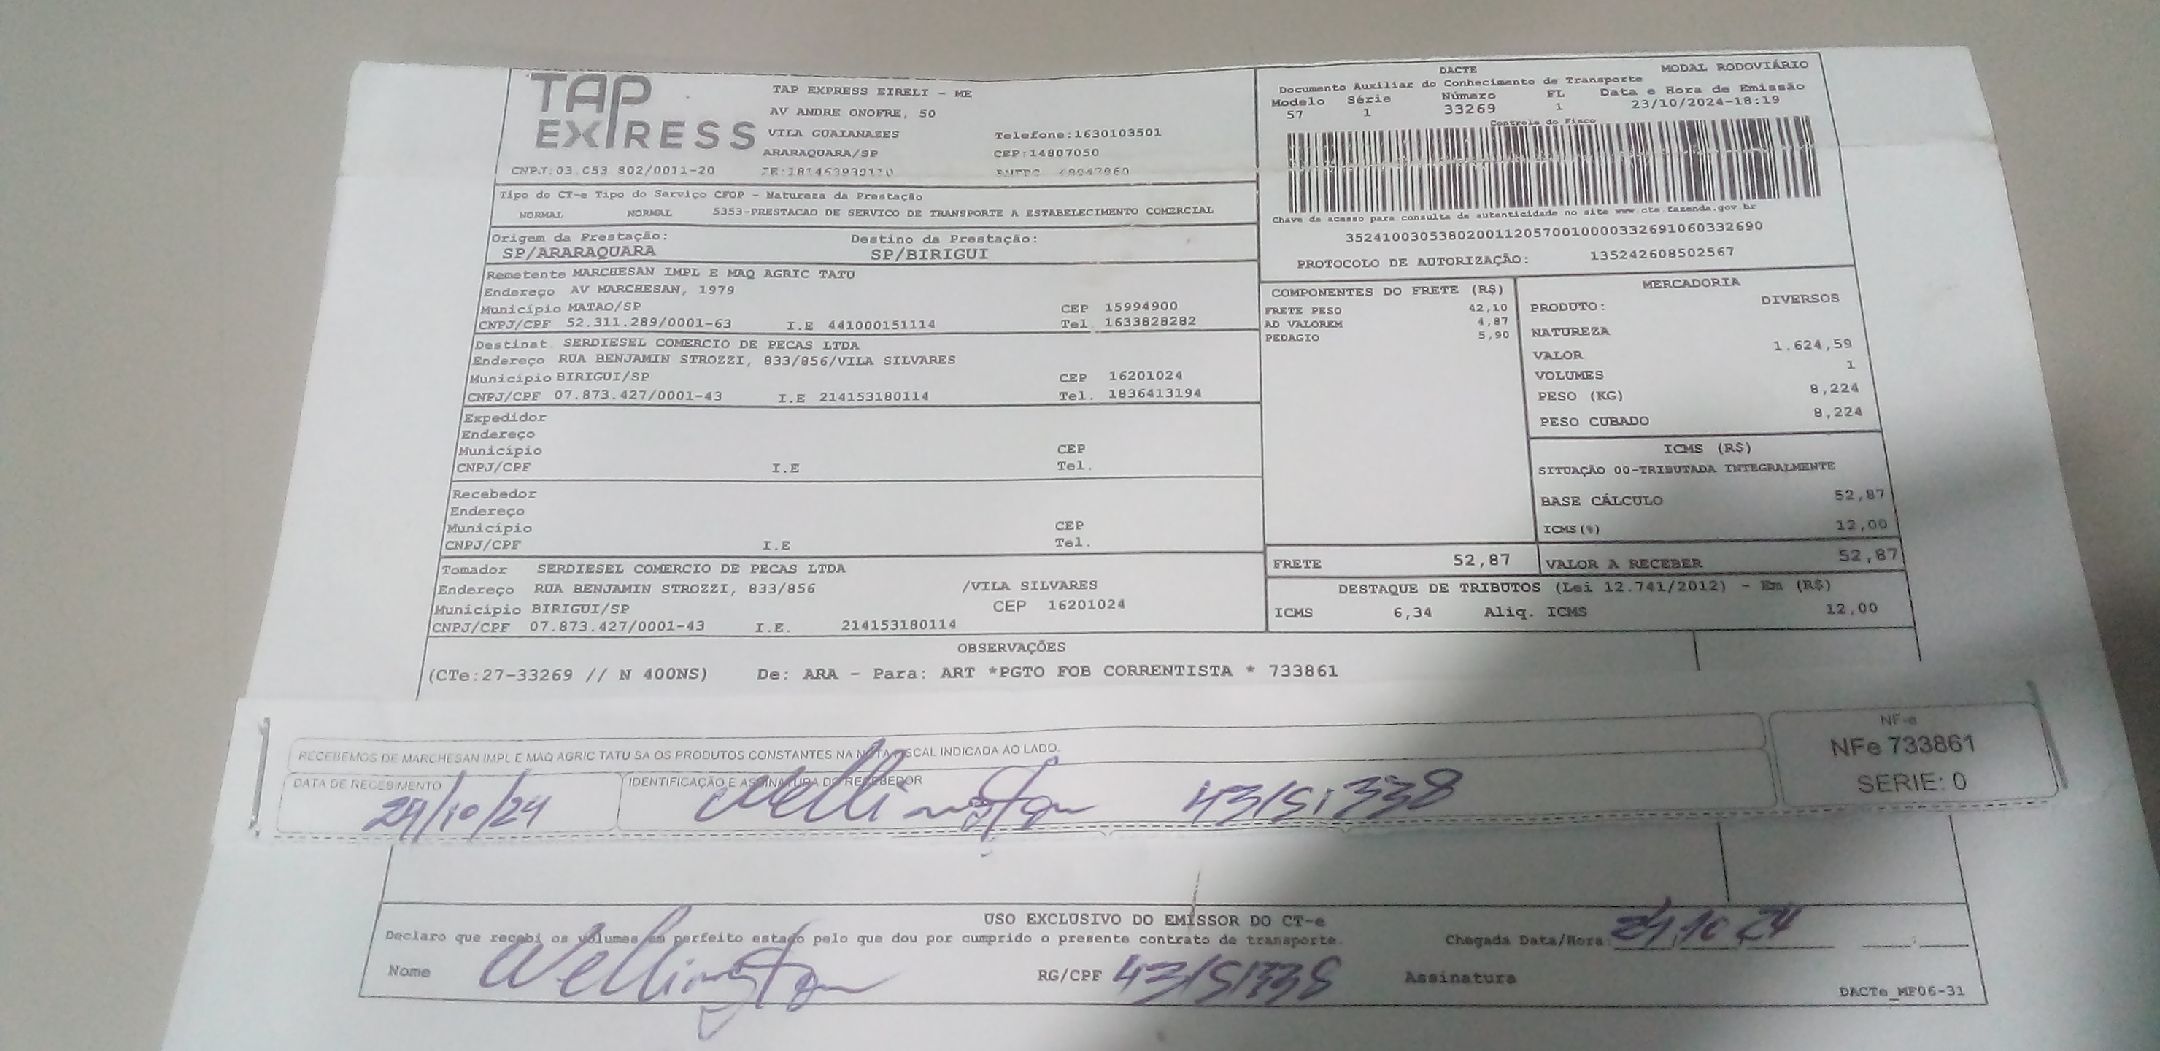 TAP EXPRESS
TAP EXPRESS EIRELI - ME
AV ANDRE ONOFRE, 50
VILA GUAIANAZES Telefone:1630103501
ARARAQUARA/SP CEP:14807050
CNPJ:03.053.802/0011-20
Tipo do CT-e Tipo do Serviço CFOP - Natureza da Prestação
NORMAL NORMAL 5353-PRESTACAO DE SERVICO DE TRANSPORTE A ESTABELECIMENTO COMERCIAL
Origem da Prestação: Destino da Prestação:
SP/ARARAQUARA SP/BIRIGUI
Remetente MARCHESAN IMPL E MAQ AGRIC TATU
Endereço AV MARCHESAN, 1979
Município MATAO/SP CEP 15994900
CNPJ/CPF 52.311.289/0001-63 I.E 441000151114 Tel 1633828282
Destinat. SERDIESEL COMERCIO DE PECAS LTDA
Endereço RUA BENJAMIN STROZZI, 833/856/VILA SILVARES
Município BIRIGUI/SP CEP 16201024
CNPJ/CPF 07.873.427/0001-43 I.E 214153180114 Tel. 1836413194
Expedidor
Endereço
Município CEP
CNPJ/CPF I.E Tel.
Recebedor
Endereço
Município CEP
CNPJ/CPF I.E Tel.
Tomador SERDIESEL COMERCIO DE PECAS LTDA
Endereço RUA BENJAMIN STROZZI, 833/856 /VILA SILVARES
Município BIRIGUI/SP CEP 16201024
CNPJ/CPF 07.873.427/0001-43 I.E. 214153180114
DACTE MODAL RODOVIÁRIO
Documento Auxiliar do Conhecimento de Transporte
Modelo Série Número FL Data e Hora de Emissão
57 1 33269 1 23/10/2024-18:19
Controle do Fisco
Chave de acesso para consulta de autenticidade no site www.cte.fazenda.gov.br
35241003053802001120570010000332691060332690
PROTOCOLO DE AUTORIZAÇÃO: 135242608502567
COMPONENTES DO FRETE (R$)
FRETE PESO 42,10
AD VALOREM 4,87
PEDAGIO 5,90
MERCADORIA
PRODUTO: DIVERSOS
NATUREZA
VALOR 1.624,59
VOLUMES 1
PESO (KG) 8,224
PESO CUBADO 8,224
ICMS (R$)
SITUAÇÃO 00-TRIBUTADA INTEGRALMENTE
BASE CÁLCULO 52,87
ICMS(%) 12,00
FRETE 52,87 VALOR A RECEBER 52,87
DESTAQUE DE TRIBUTOS (Lei 12.741/2012) - Em (R$)
ICMS 6,34 Aliq. ICMS 12,00
OBSERVAÇÕES
(CTe:27-33269 // N 400NS) De: ARA - Para: ART *PGTO FOB CORRENTISTA * 733861
RECEBEMOS DE MARCHESAN IMPL E MAQ AGRIC TATU SA OS PRODUTOS CONSTANTES NA NOTA FISCAL INDICADA AO LADO.
DATA DE RECEBIMENTO IDENTIFICAÇÃO E ASSINATURA DO RECEBEDOR
/10/24 Wellington
NF-e
NFe 733861
SERIE: 0
USO EXCLUSIVO DO EMISSOR DO CT-e
Declaro que recebi os volumes em perfeito estado pelo que dou por cumprido o presente contrato de transporte. Chegada Data/Hora:
Nome Wellington RG/CPF Assinatura
DACTe_MF06-31